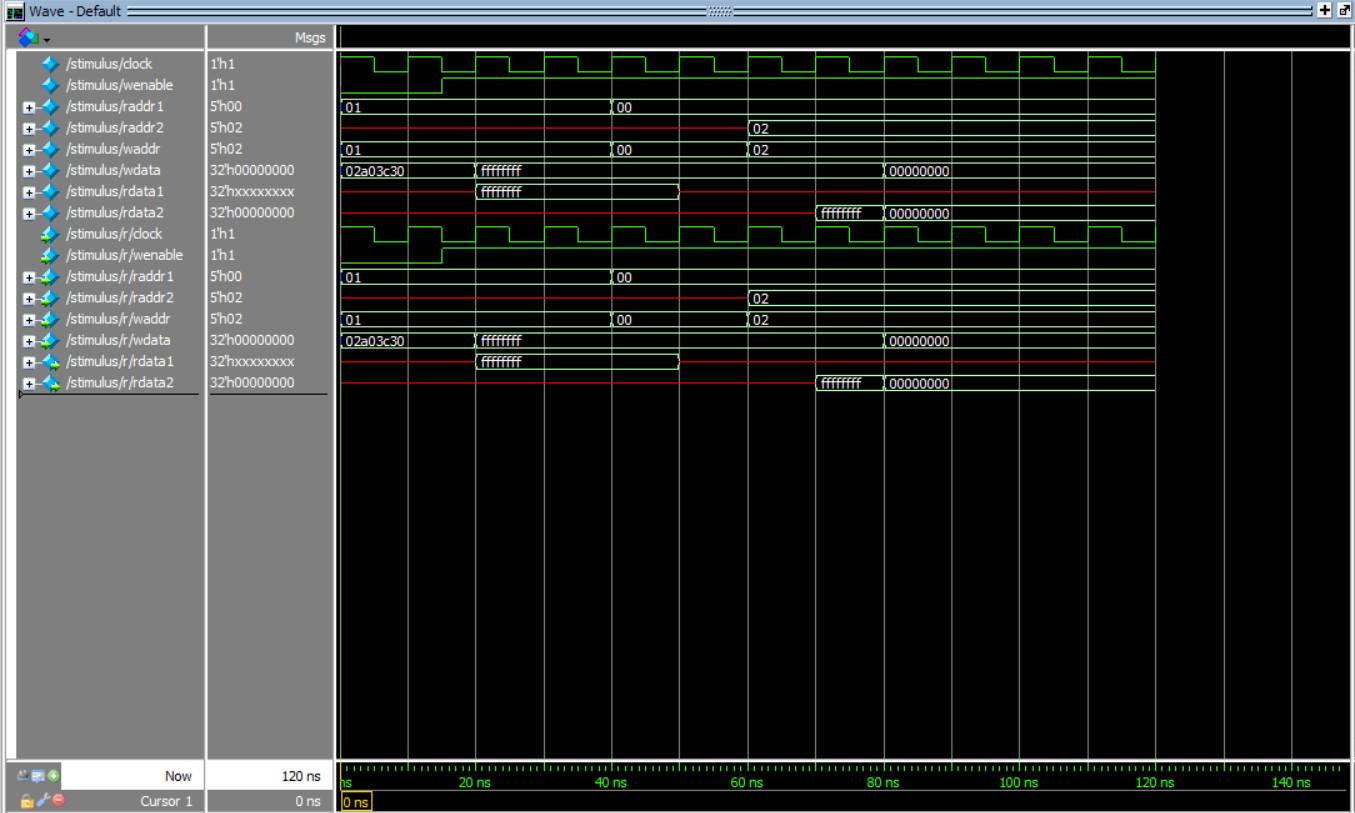 Wave - Default
Msgs
/stimulus/clock 1'h1
/stimulus/wenable 1'h1
/stimulus/raddr1 5'h00 01 00
/stimulus/raddr2 5'h02 02
/stimulus/waddr 5'h02 01 00 02
/stimulus/wdata 32'h00000000 02a03c30 ffffffff 00000000
/stimulus/rdata1 32'hxxxxxxxx ffffffff
/stimulus/rdata2 32'h00000000 ffffffff 00000000
/stimulus/r/clock 1'h1
/stimulus/r/wenable 1'h1
/stimulus/r/raddr1 5'h00 01 00
/stimulus/r/raddr2 5'h02 02
/stimulus/r/waddr 5'h02 01 00 02
/stimulus/r/wdata 32'h00000000 02a03c30 ffffffff 00000000
/stimulus/r/rdata1 32'hxxxxxxxx ffffffff
/stimulus/r/rdata2 32'h00000000 ffffffff 00000000
Now 120 ns ns 20 ns 40 ns 60 ns 80 ns 100 ns 120 ns 140 ns
Cursor 1 0 ns 0 ns